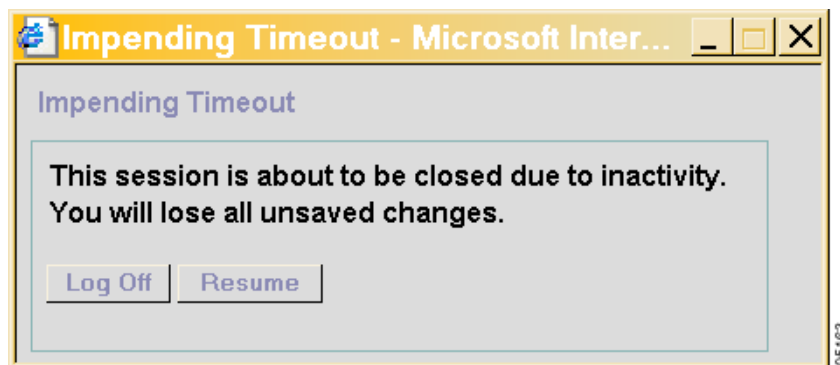 Impending Timeout - Microsoft Inter...
Impending Timeout
This session is about to be closed due to inactivity.
You will lose all unsaved changes.
Log Off Resume